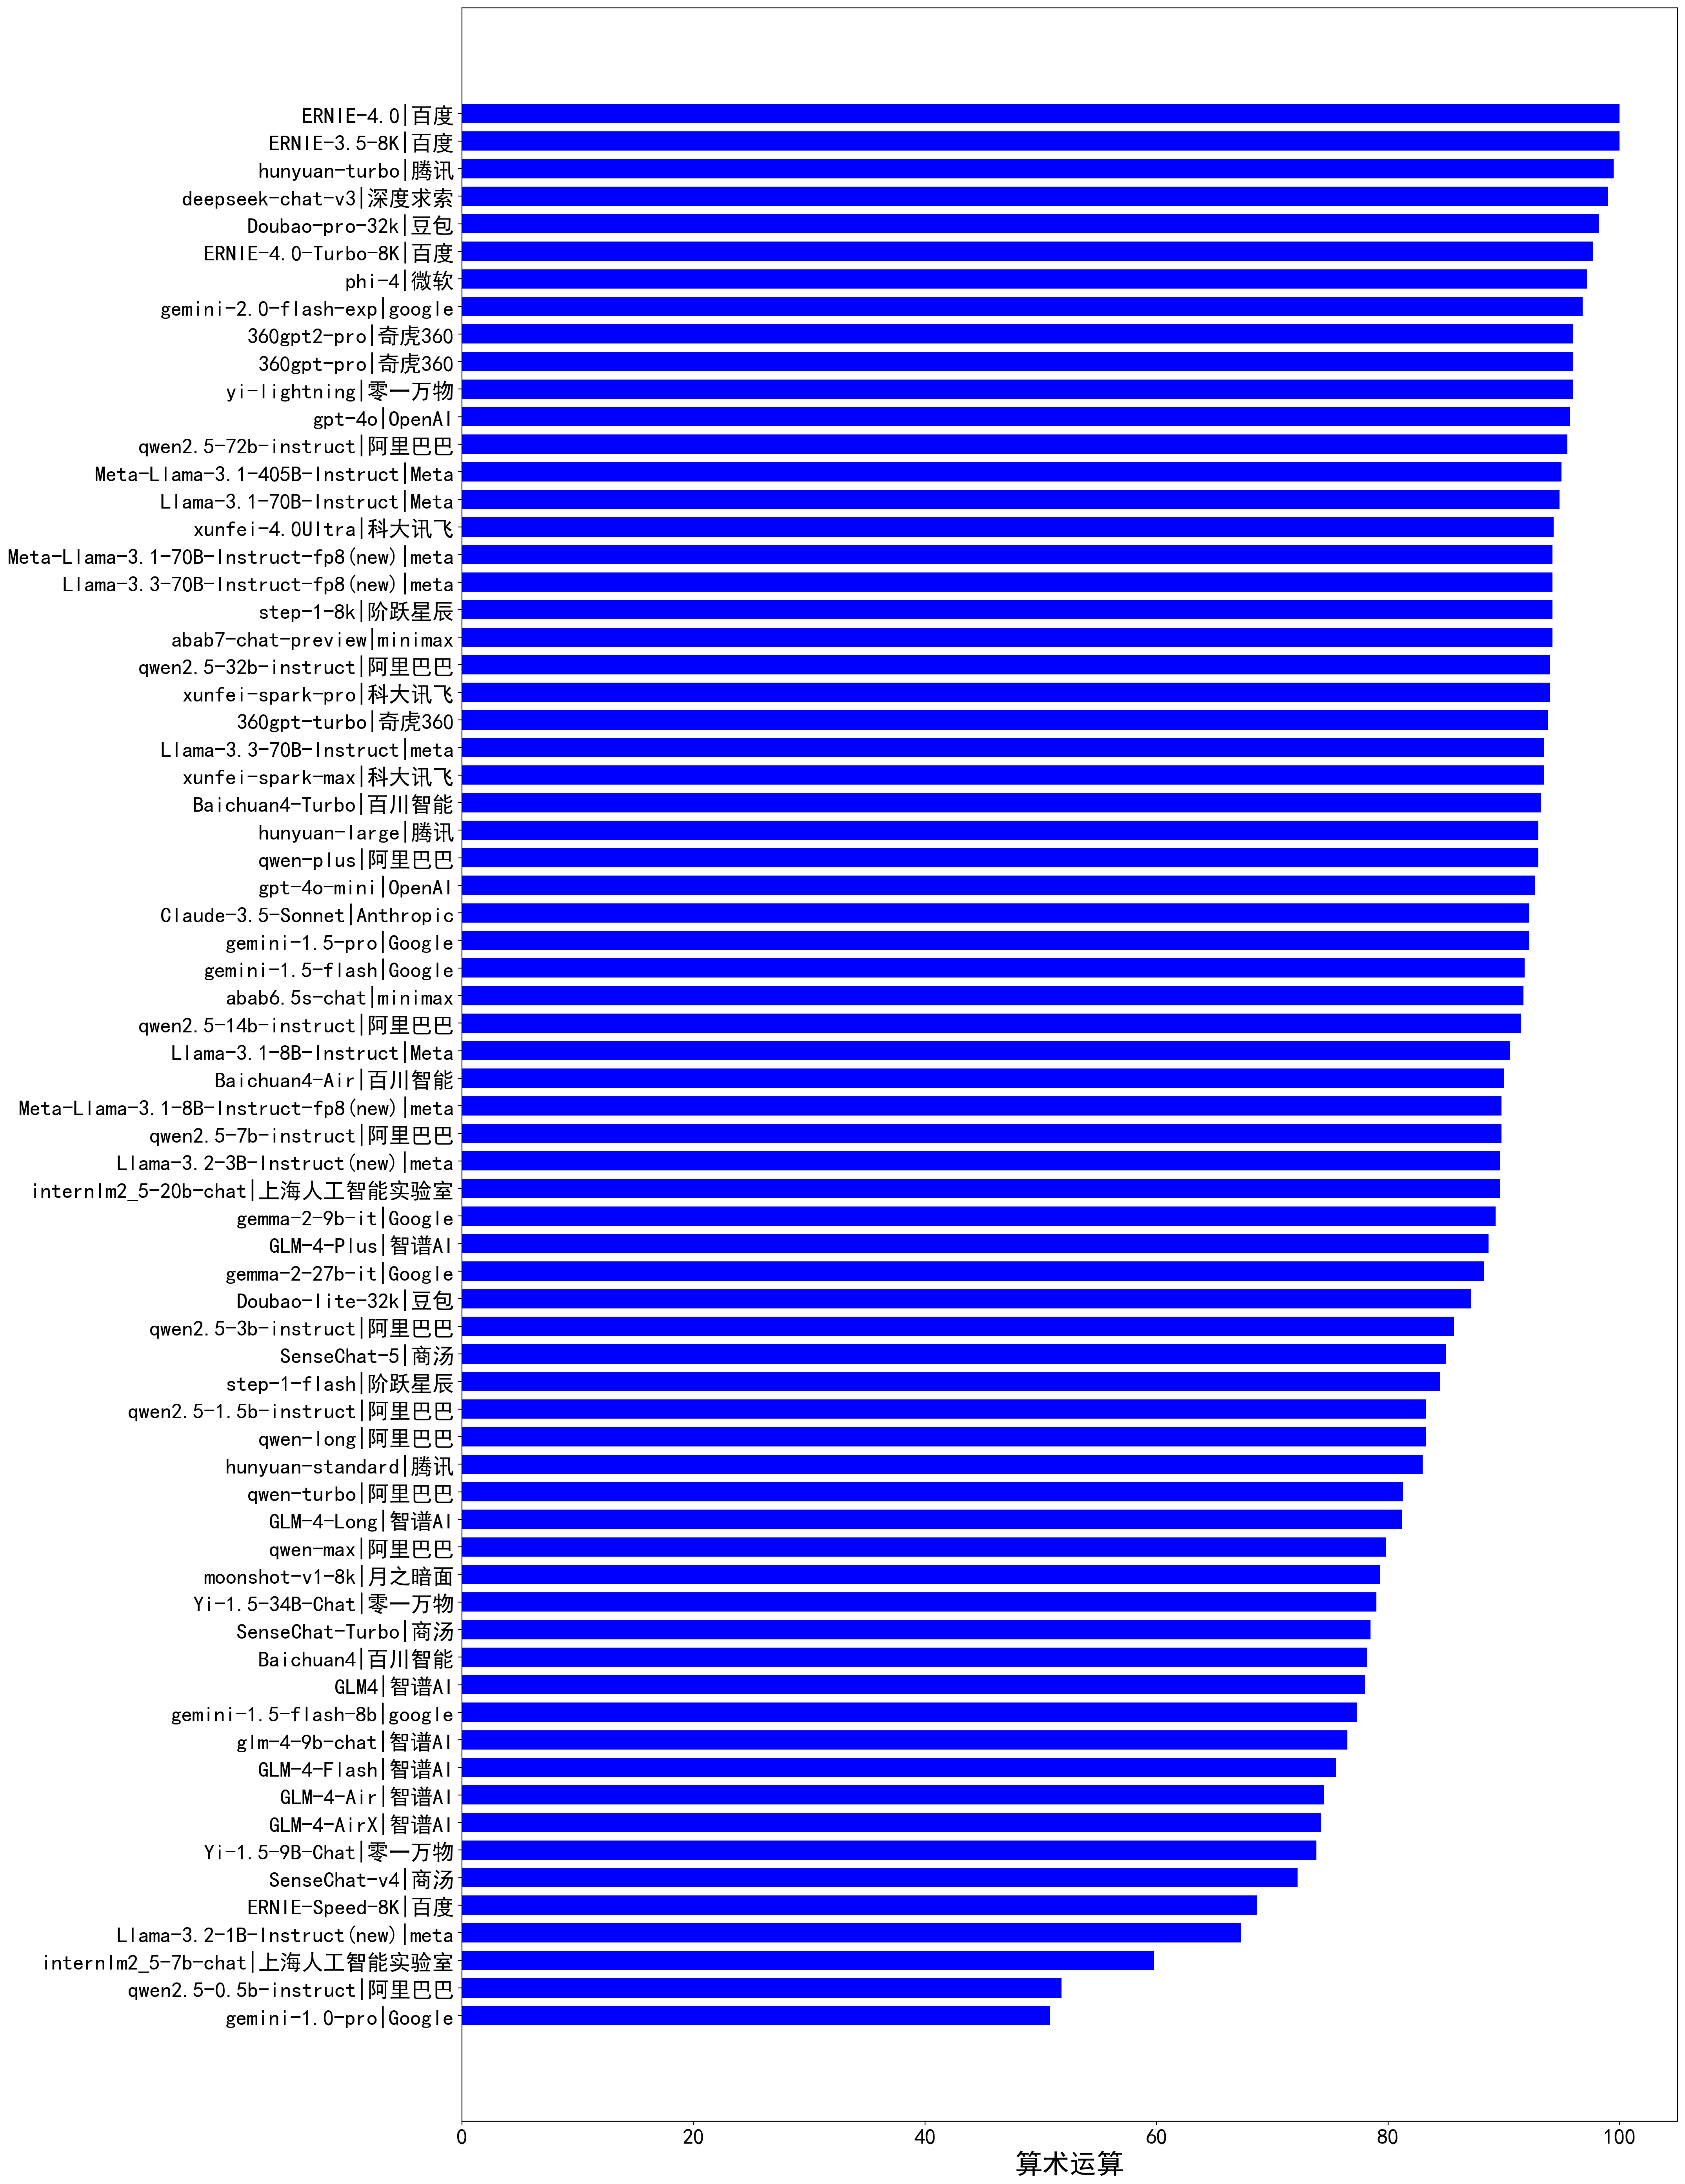 ERNIE-4.0|百度
ERNIE-3.5-8K|百度
hunyuan-turbo|腾讯
deepseek-chat-v3|深度求索
Doubao-pro-32k|豆包
ERNIE-4.0-Turbo-8K|百度
phi-4|微软
gemini-2.0-flash-exp|google
360gpt2-pro|奇虎360
360gpt-pro|奇虎360
yi-lightning|零一万物
gpt-4o|OpenAI
qwen2.5-72b-instruct|阿里巴巴
Meta-Llama-3.1-405B-Instruct|Meta
Llama-3.1-70B-Instruct|Meta
xunfei-4.0Ultra|科大讯飞
Meta-Llama-3.1-70B-Instruct-fp8(new)|meta
Llama-3.3-70B-Instruct-fp8(new)|meta
step-1-8k|阶跃星辰
abab7-chat-preview|minimax
qwen2.5-32b-instruct|阿里巴巴
xunfei-spark-pro|科大讯飞
360gpt-turbo|奇虎360
Llama-3.3-70B-Instruct|meta
xunfei-spark-max|科大讯飞
Baichuan4-Turbo|百川智能
hunyuan-large|腾讯
qwen-plus|阿里巴巴
gpt-4o-mini|OpenAI
Claude-3.5-Sonnet|Anthropic
gemini-1.5-pro|Google
gemini-1.5-flash|Google
abab6.5s-chat|minimax
qwen2.5-14b-instruct|阿里巴巴
Llama-3.1-8B-Instruct|Meta
Baichuan4-Air|百川智能
Meta-Llama-3.1-8B-Instruct-fp8(new)|meta
qwen2.5-7b-instruct|阿里巴巴
Llama-3.2-3B-Instruct(new)|meta
internlm2_5-20b-chat|上海人工智能实验室
gemma-2-9b-it|Google
GLM-4-Plus|智谱AI
gemma-2-27b-it|Google
Doubao-lite-32k|豆包
qwen2.5-3b-instruct|阿里巴巴
SenseChat-5|商汤
step-1-flash|阶跃星辰
qwen2.5-1.5b-instruct|阿里巴巴
qwen-long|阿里巴巴
hunyuan-standard|腾讯
qwen-turbo|阿里巴巴
GLM-4-Long|智谱AI
qwen-max|阿里巴巴
moonshot-v1-8k|月之暗面
Yi-1.5-34B-Chat|零一万物
SenseChat-Turbo|商汤
Baichuan4|百川智能
GLM4|智谱AI
gemini-1.5-flash-8b|google
glm-4-9b-chat|智谱AI
GLM-4-Flash|智谱AI
GLM-4-Air|智谱AI
GLM-4-AirX|智谱AI
Yi-1.5-9B-Chat|零一万物
SenseChat-v4|商汤
ERNIE-Speed-8K|百度
Llama-3.2-1B-Instruct(new)|meta
internlm2_5-7b-chat|上海人工智能实验室
qwen2.5-0.5b-instruct|阿里巴巴
gemini-1.0-pro|Google
0 20 40 60 80 100
算术运算